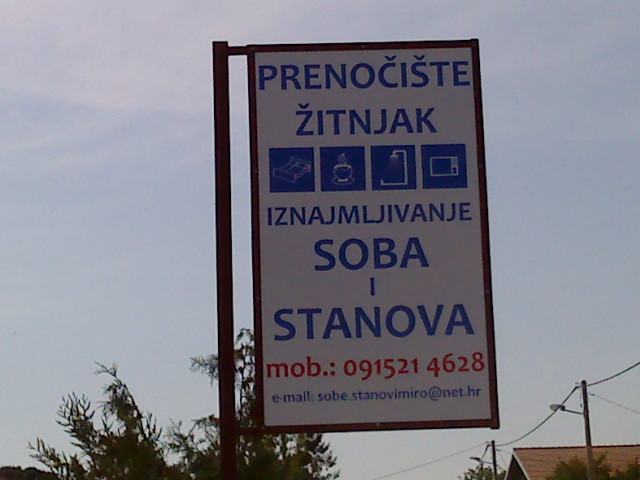 PRENOČIŠTE
ŽITNJAK
IZNAJMLJIVANJE
SOBA
I
STANOVA
mob.: 091521 4628
e-mail: sobe.stanovimiro@net.hr